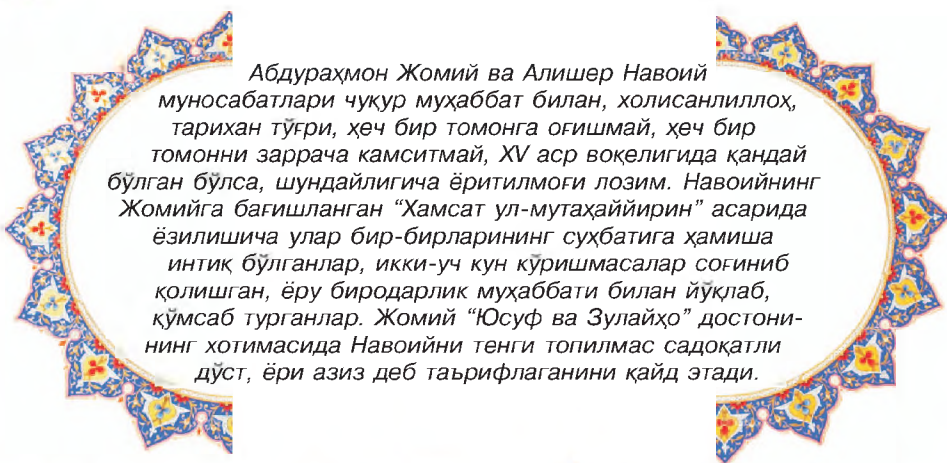 Абдураҳмон Жомий ва Алишер Навоий
муносабатлари чуқур муҳаббат билан, холисанлиллоҳ,
тарихан тўғри, ҳеч бир томонга оғишмай, ҳеч бир
томонни заррача камситмай, XV аср воқелигида қандай
бўлган бўлса, шундайлигича ёритилмоғи лозим. Навоийнинг
Жомийга бағишланган “Хамсат ул-мутаҳаййирин” асарида
ёзилишича улар бир-бирларининг суҳбатига ҳамиша
интиқ бўлганлар, икки-уч кун кўришмасалар соғиниб
қолишган, ёру биродарлик муҳаббати билан йўқлаб,
қўмсаб турганлар. Жомий “Юсуф ва Зулайҳо” достони-
нинг хотимасида Навоийни тенги топилмас садоқатли
дўст, ёри азиз деб таърифлаганини қайд этади.